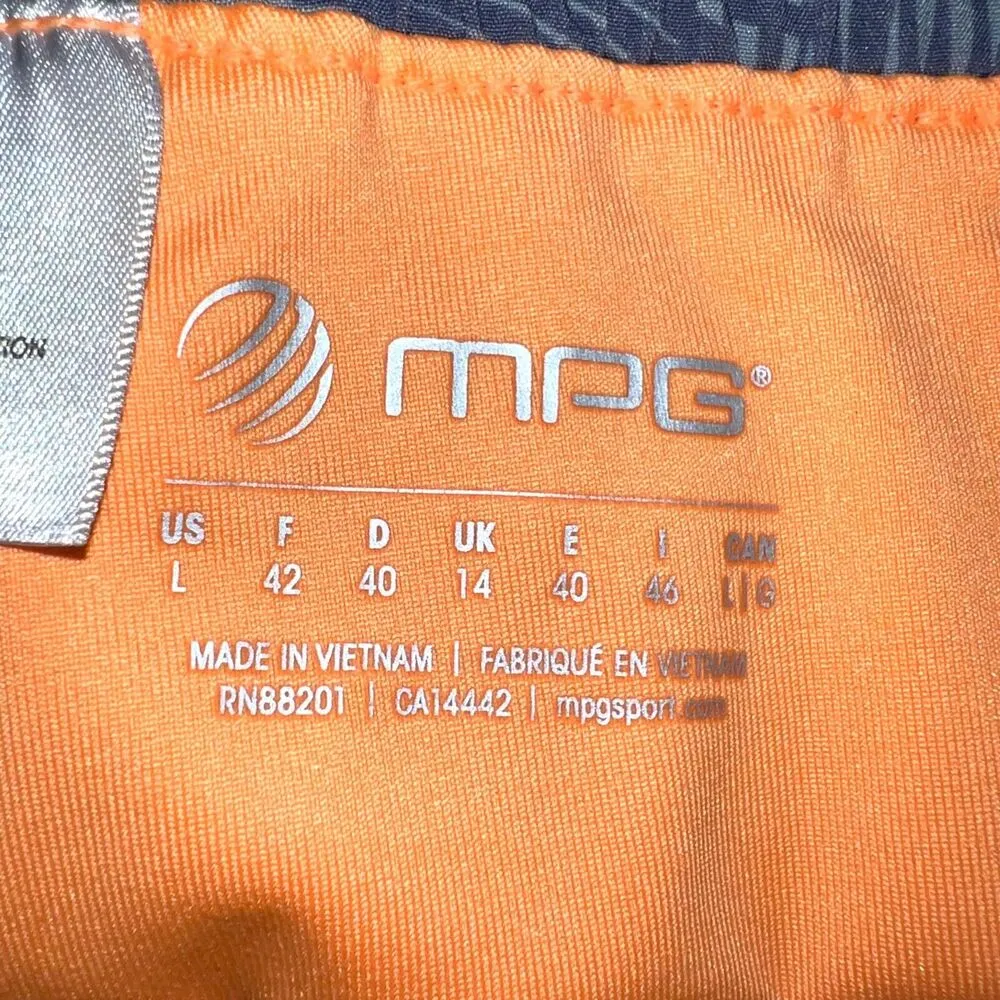 RON
MPG®
US F D UK E I CAN
L 42 40 14 40 46 L|G
MADE IN VIETNAM | FABRIQUÉ EN VIETNAM
RN88201 | CA14442 | mpgsport.com